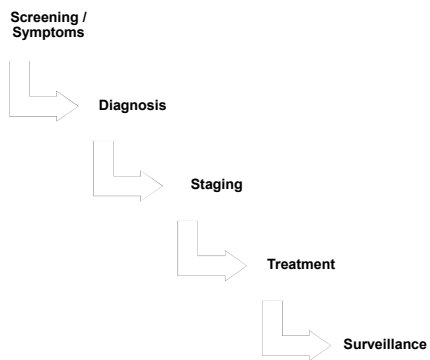 Screening /
Symptoms
Diagnosis
Staging
Treatment
Surveillance